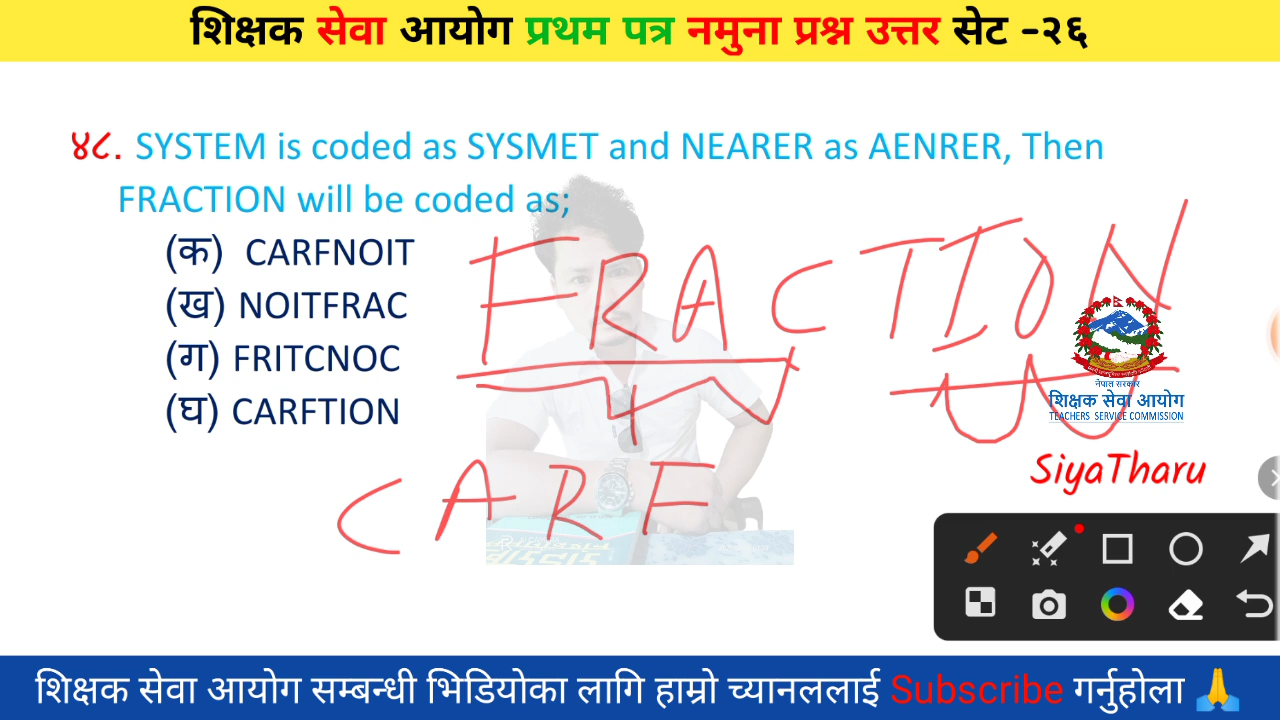 शिक्षक सेवा आयोग प्रथम पत्र नमुना प्रश्न उत्तर सेट -२६
४८. SYSTEM is coded as SYSMET and NEARER as AENRER, Then
FRACTION will be coded as;
(क) CARFNOIT
(ख) NOITFRAC
(ग) FRITCNOC
(घ) CARFTION
FRACTION
CARF
नेपाल सरकार
शिक्षक सेवा आयोग
TEACHERS SERVICE COMMISSION
SiyaTharu
शिक्षक सेवा आयोग सम्बन्धी भिडियोका लागि हाम्रो च्यानललाई Subscribe गर्नुहोला 🙏